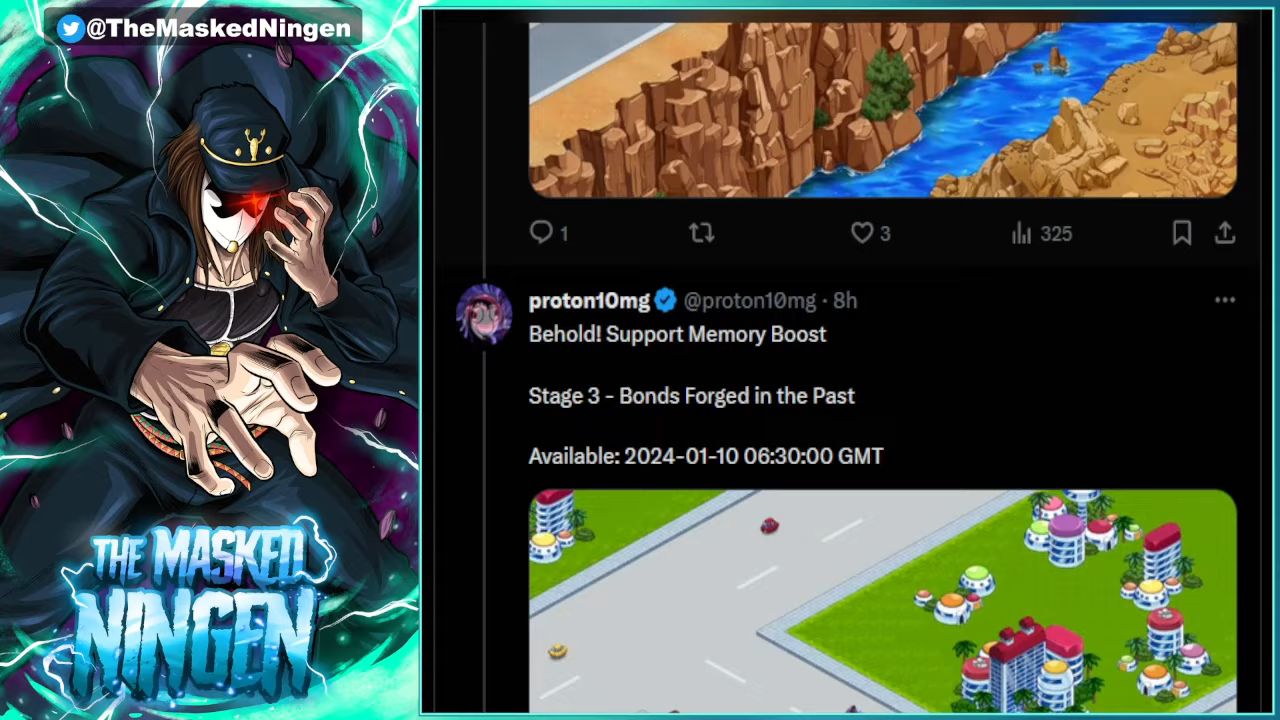 @TheMaskedNingen
THE MASKED
NINGEN
1
3
325
proton10mg @proton10mg · 8h
Behold! Support Memory Boost
Stage 3 - Bonds Forged in the Past
Available: 2024-01-10 06:30:00 GMT